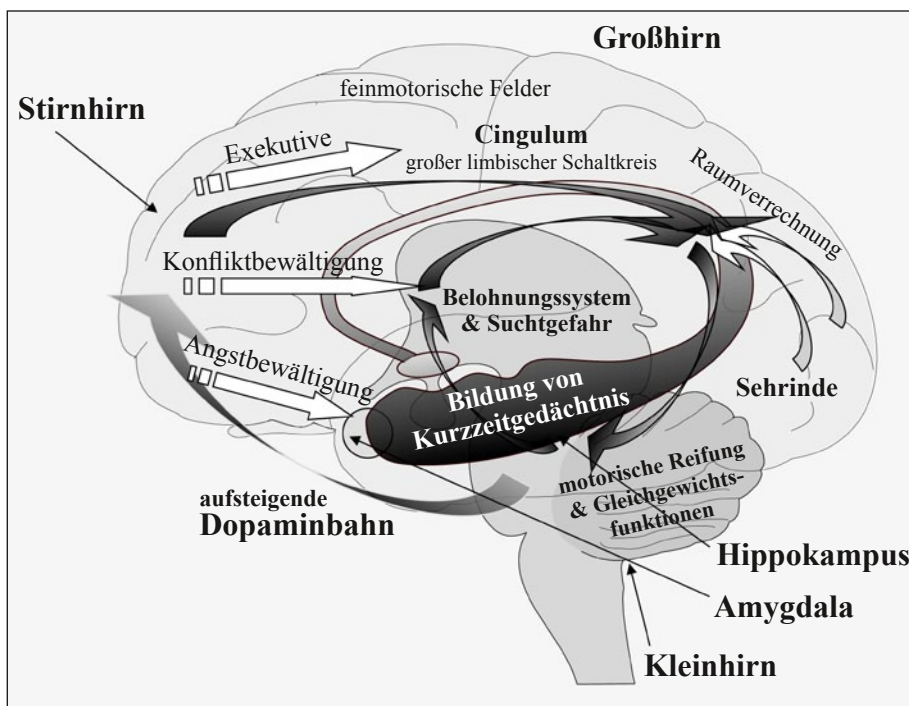 Großhirn
feinmotorische Felder
Stirnhirn
Exekutive
Cingulum
großer limbischer Schaltkreis
Raumverrechnung
Konfliktbewältigung
Belohnungssystem
& Suchtgefahr
Angstbewältigung
Sehrinde
Bildung von
Kurzzeitgedächtnis
motorische Reifung
& Gleichgewichts-
funktionen
aufsteigende
Dopaminbahn
Hippokampus
Amygdala
Kleinhirn